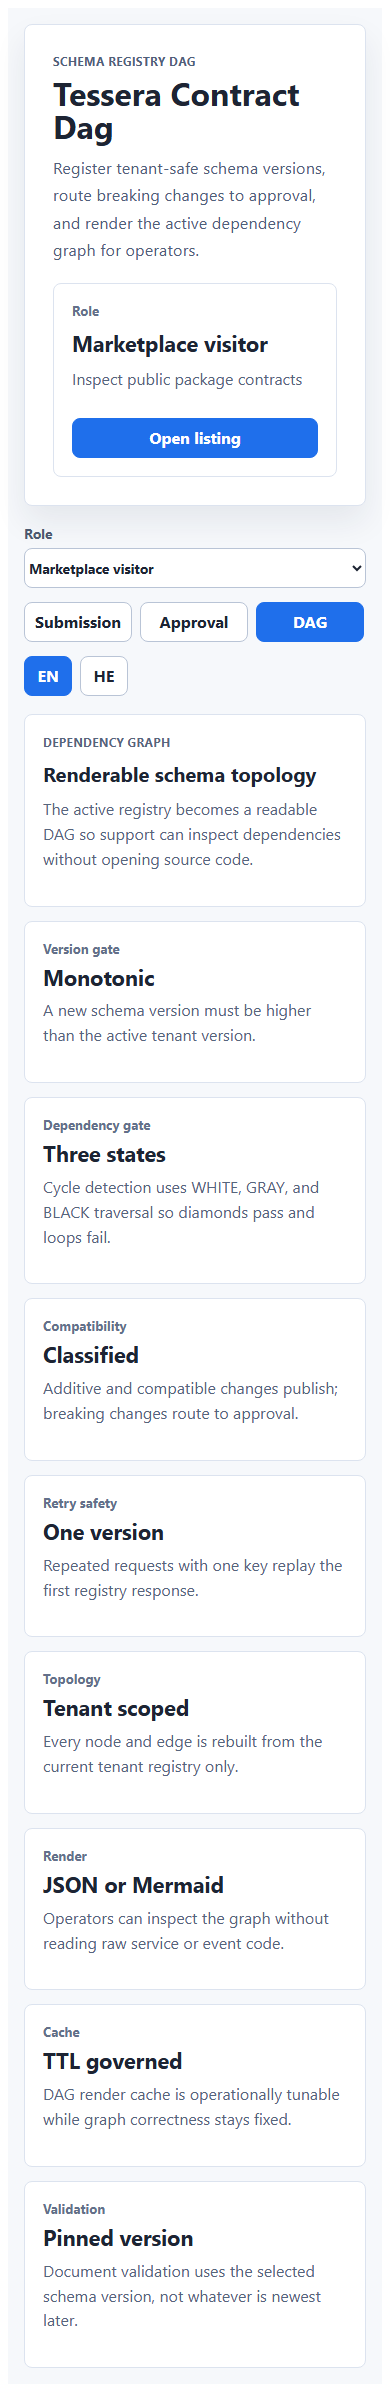 SCHEMA REGISTRY DAG
Tessera Contract
Dag
Register tenant-safe schema versions,
route breaking changes to approval,
and render the active dependency
graph for operators.
Role
Marketplace visitor
Inspect public package contracts
Open listing
Role
Marketplace visitor
Submission Approval DAG
EN HE
DEPENDENCY GRAPH
Renderable schema topology
The active registry becomes a readable
DAG so support can inspect dependencies
without opening source code.
Version gate
Monotonic
A new schema version must be higher
than the active tenant version.
Dependency gate
Three states
Cycle detection uses WHITE, GRAY, and
BLACK traversal so diamonds pass and
loops fail.
Compatibility
Classified
Additive and compatible changes publish;
breaking changes route to approval.
Retry safety
One version
Repeated requests with one key replay the
first registry response.
Topology
Tenant scoped
Every node and edge is rebuilt from the
current tenant registry only.
Render
JSON or Mermaid
Operators can inspect the graph without
reading raw service or event code.
Cache
TTL governed
DAG render cache is operationally tunable
while graph correctness stays fixed.
Validation
Pinned version
Document validation uses the selected
schema version, not whatever is newest
later.